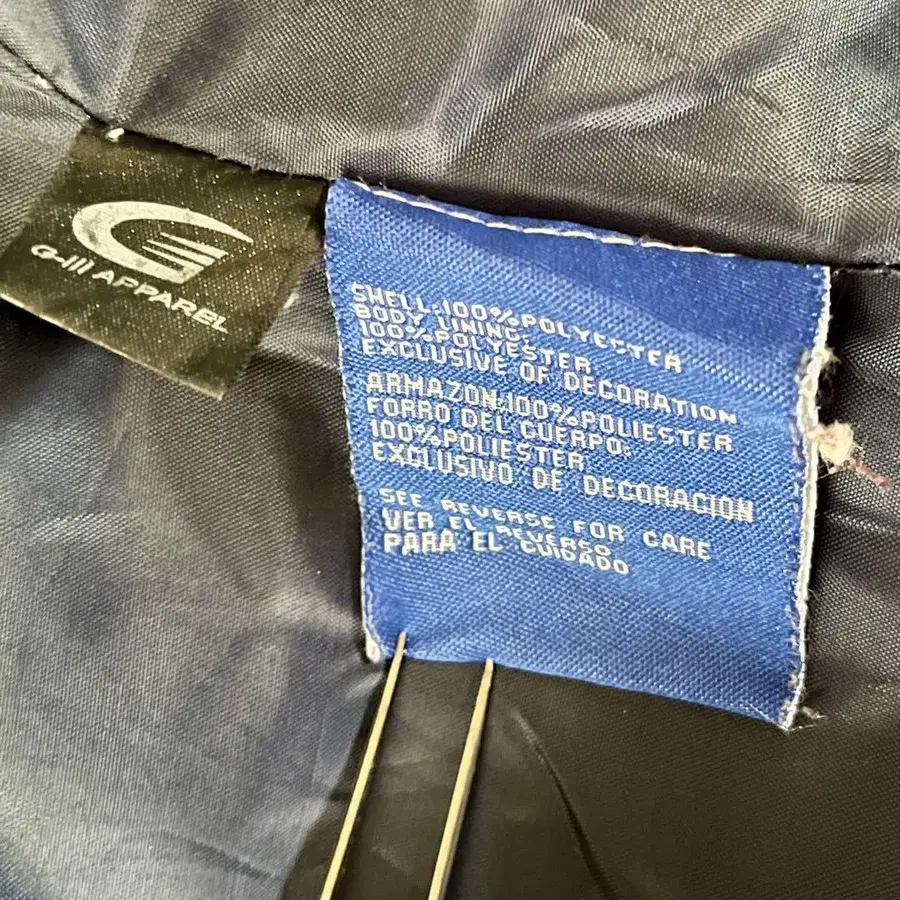 G-III APPAREL
SHELL:100%POLYESTER
BODY LINING:
100%POLYESTER
EXCLUSIVE OF DECORATION
ARMAZON:100%POLIESTER
FORRO DEL CUERPO:
100%POLIESTER
EXCLUSIVO DE DECORACION
SEE REVERSE FOR CARE
VER EL REVERSO
PARA EL CUIDADO